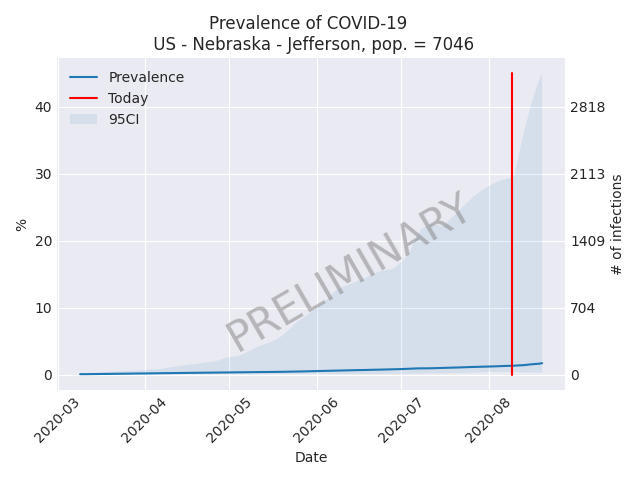 Prevalence of COVID-19
US - Nebraska - Jefferson, pop. = 7046
Prevalence
Today
95CI
PRELIMINARY
%
40
30
20
10
0
2818
2113
1409
704
0
# of infections
2020-03
2020-04
2020-05
2020-06
2020-07
2020-08
Date